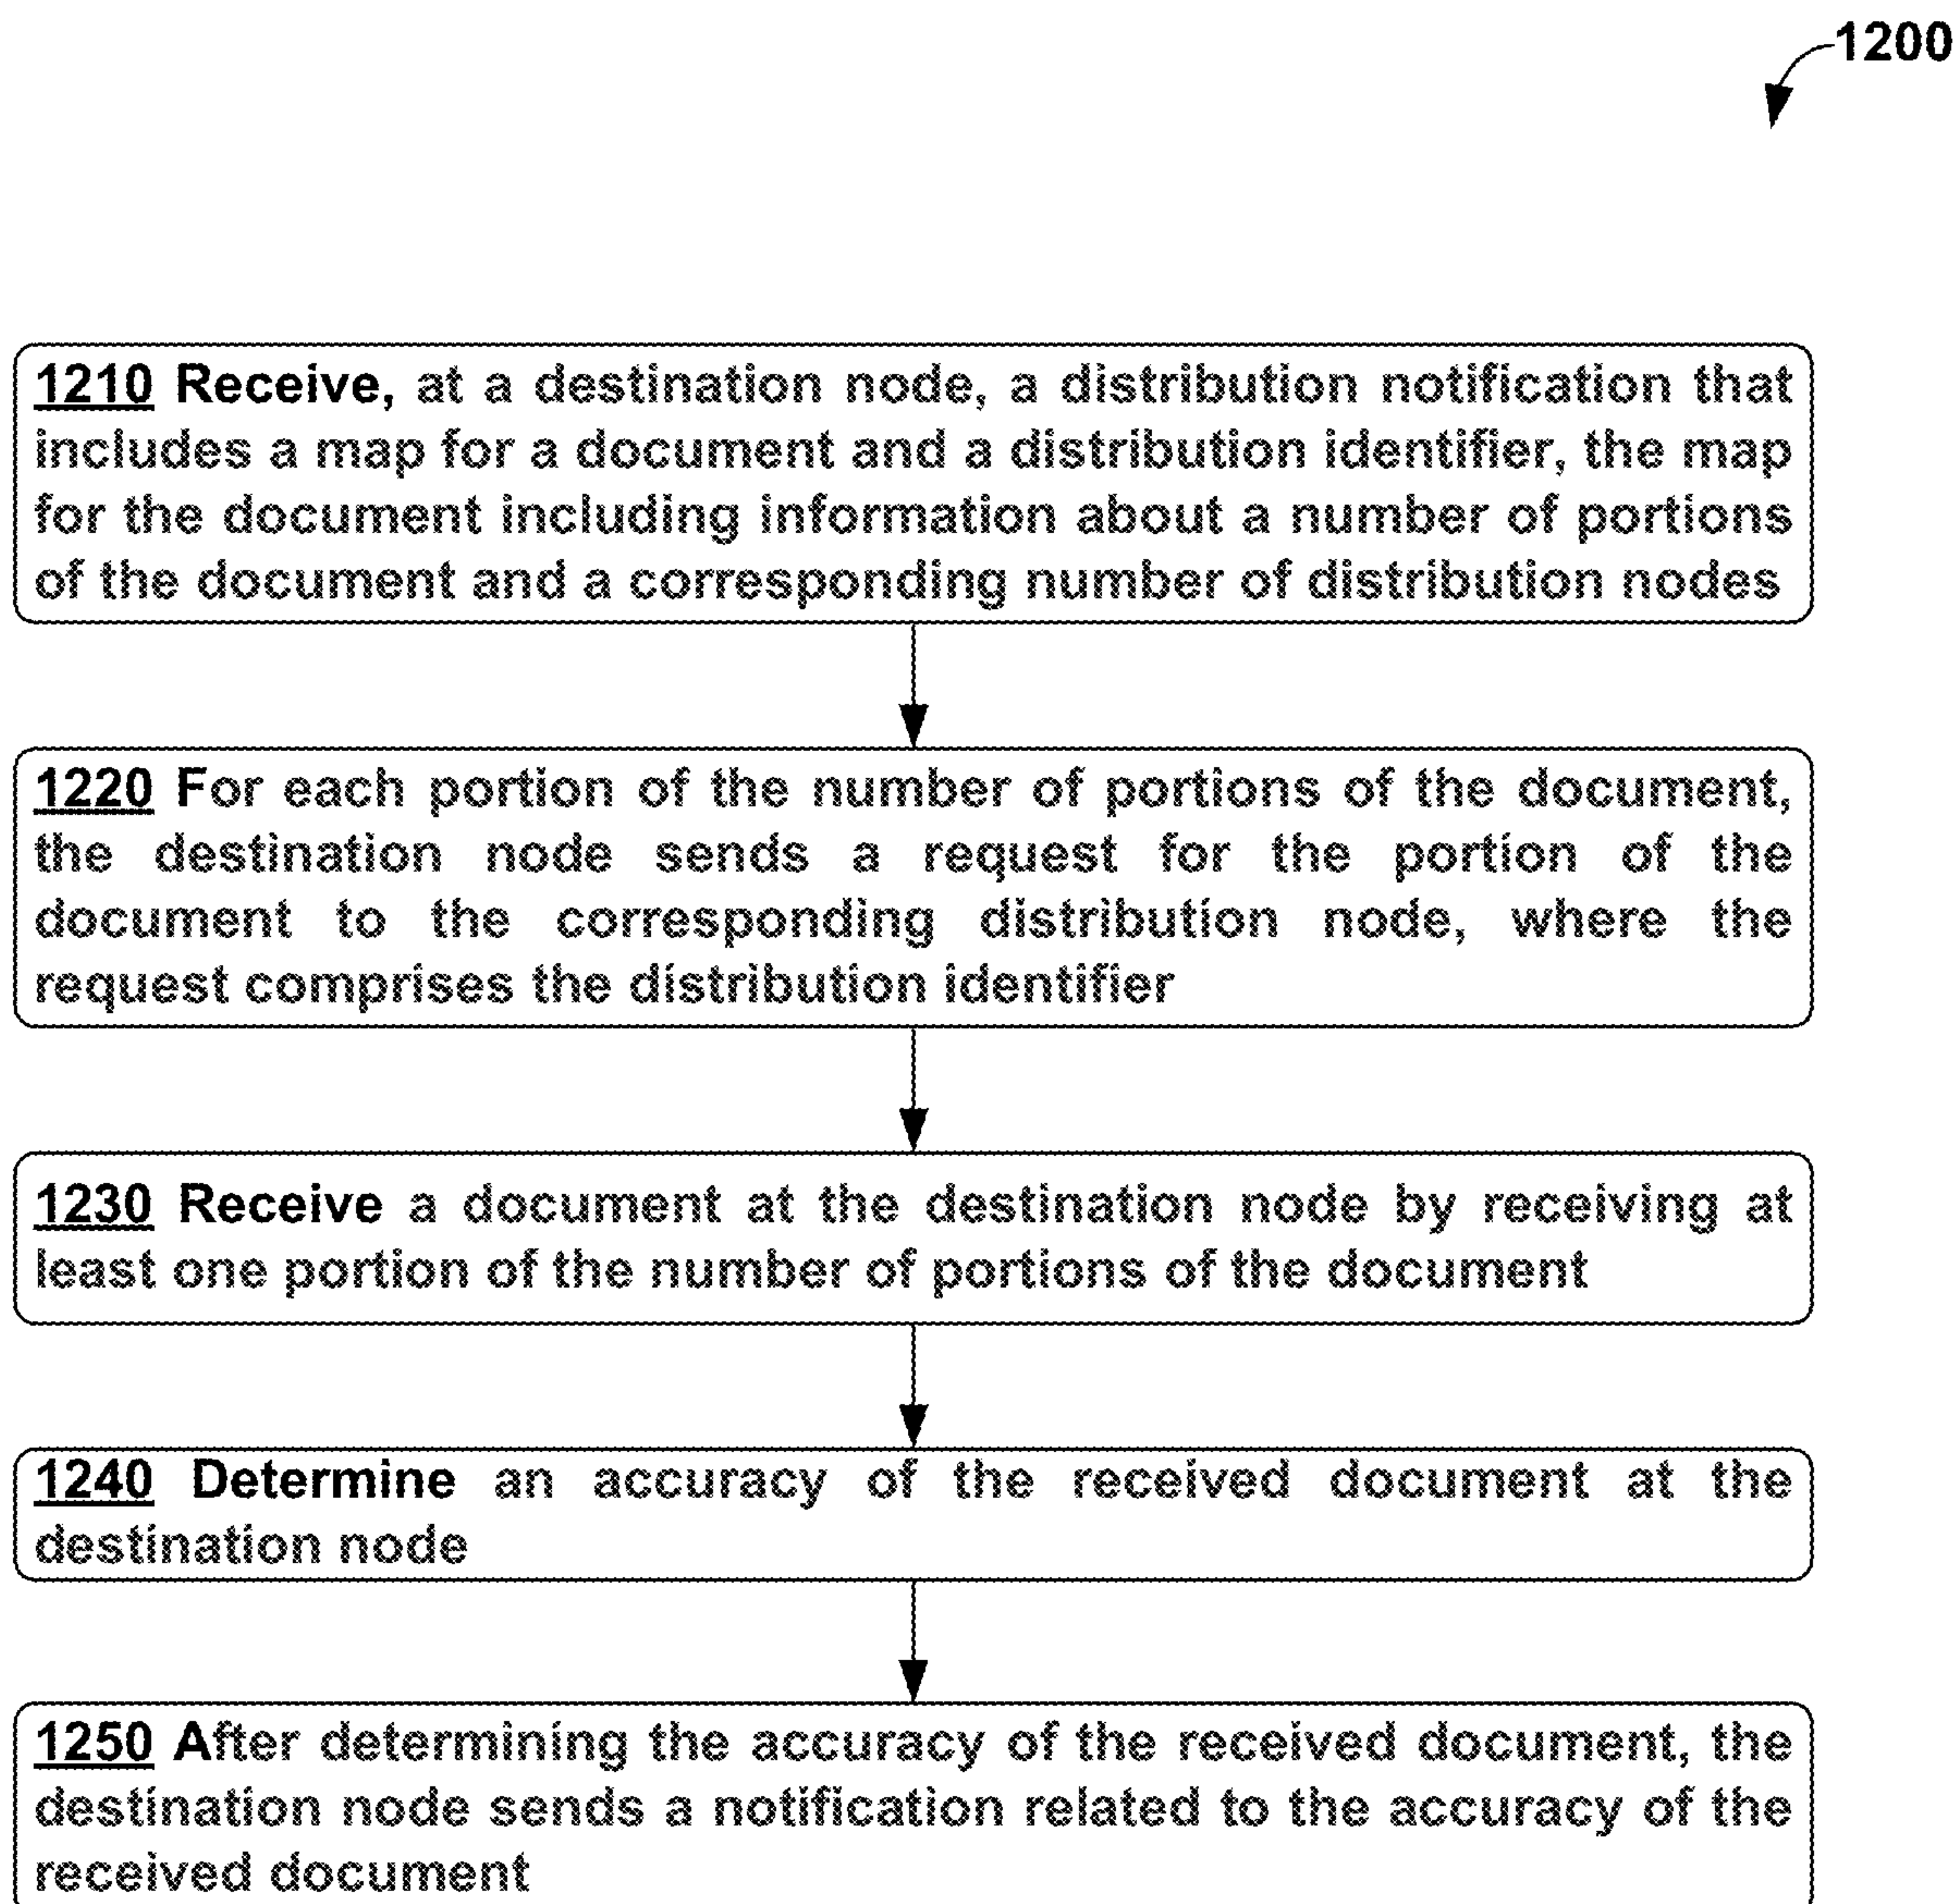 1200
1210 Receive, at a destination node, a distribution notification that
includes a map for a document and a distribution identifier, the map
for the document including information about a number of portions
of the document and a corresponding number of distribution nodes
1220 For each portion of the number of portions of the document,
the destination node sends a request for the portion of the
document to the corresponding distribution node, where the
request comprises the distribution identifier
1230 Receive a document at the destination node by receiving at
least one portion of the number of portions of the document
1240 Determine an accuracy of the received document at the
destination node
1250 After determining the accuracy of the received document, the
destination node sends a notification related to the accuracy of the
received document